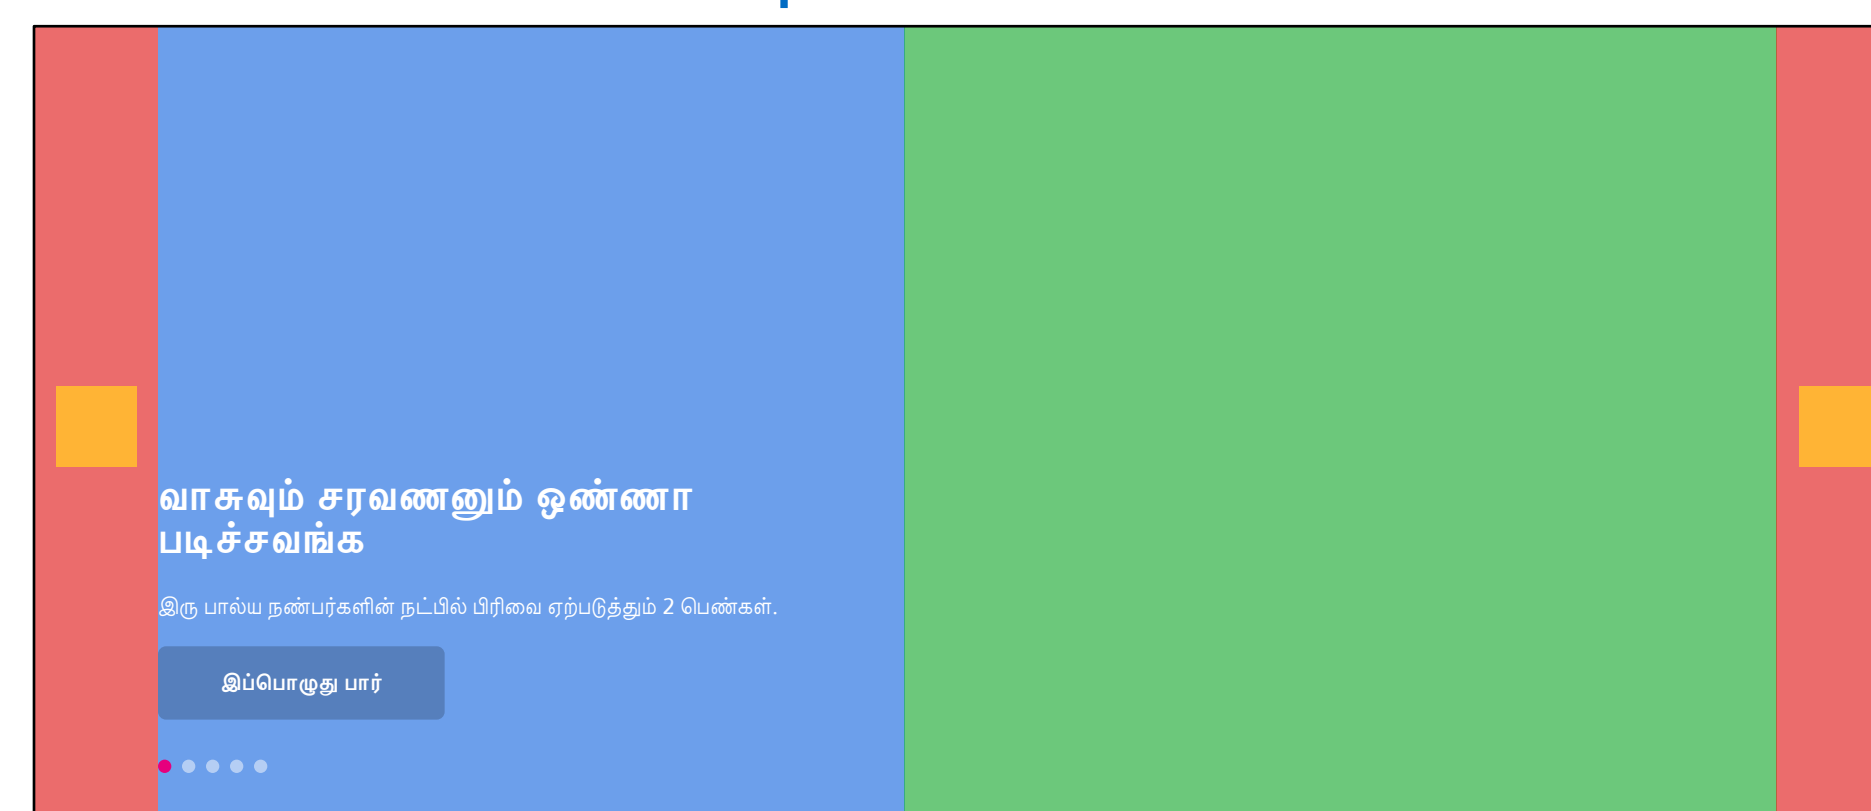 வாசுவும் சரவணனும் ஒண்ணா
படிச்சவங்க
இரு பால்ய நண்பர்களின் நட்பில் பிரிவை ஏற்படுத்தும் 2 பெண்கள்.
இப்பொழுது பார்